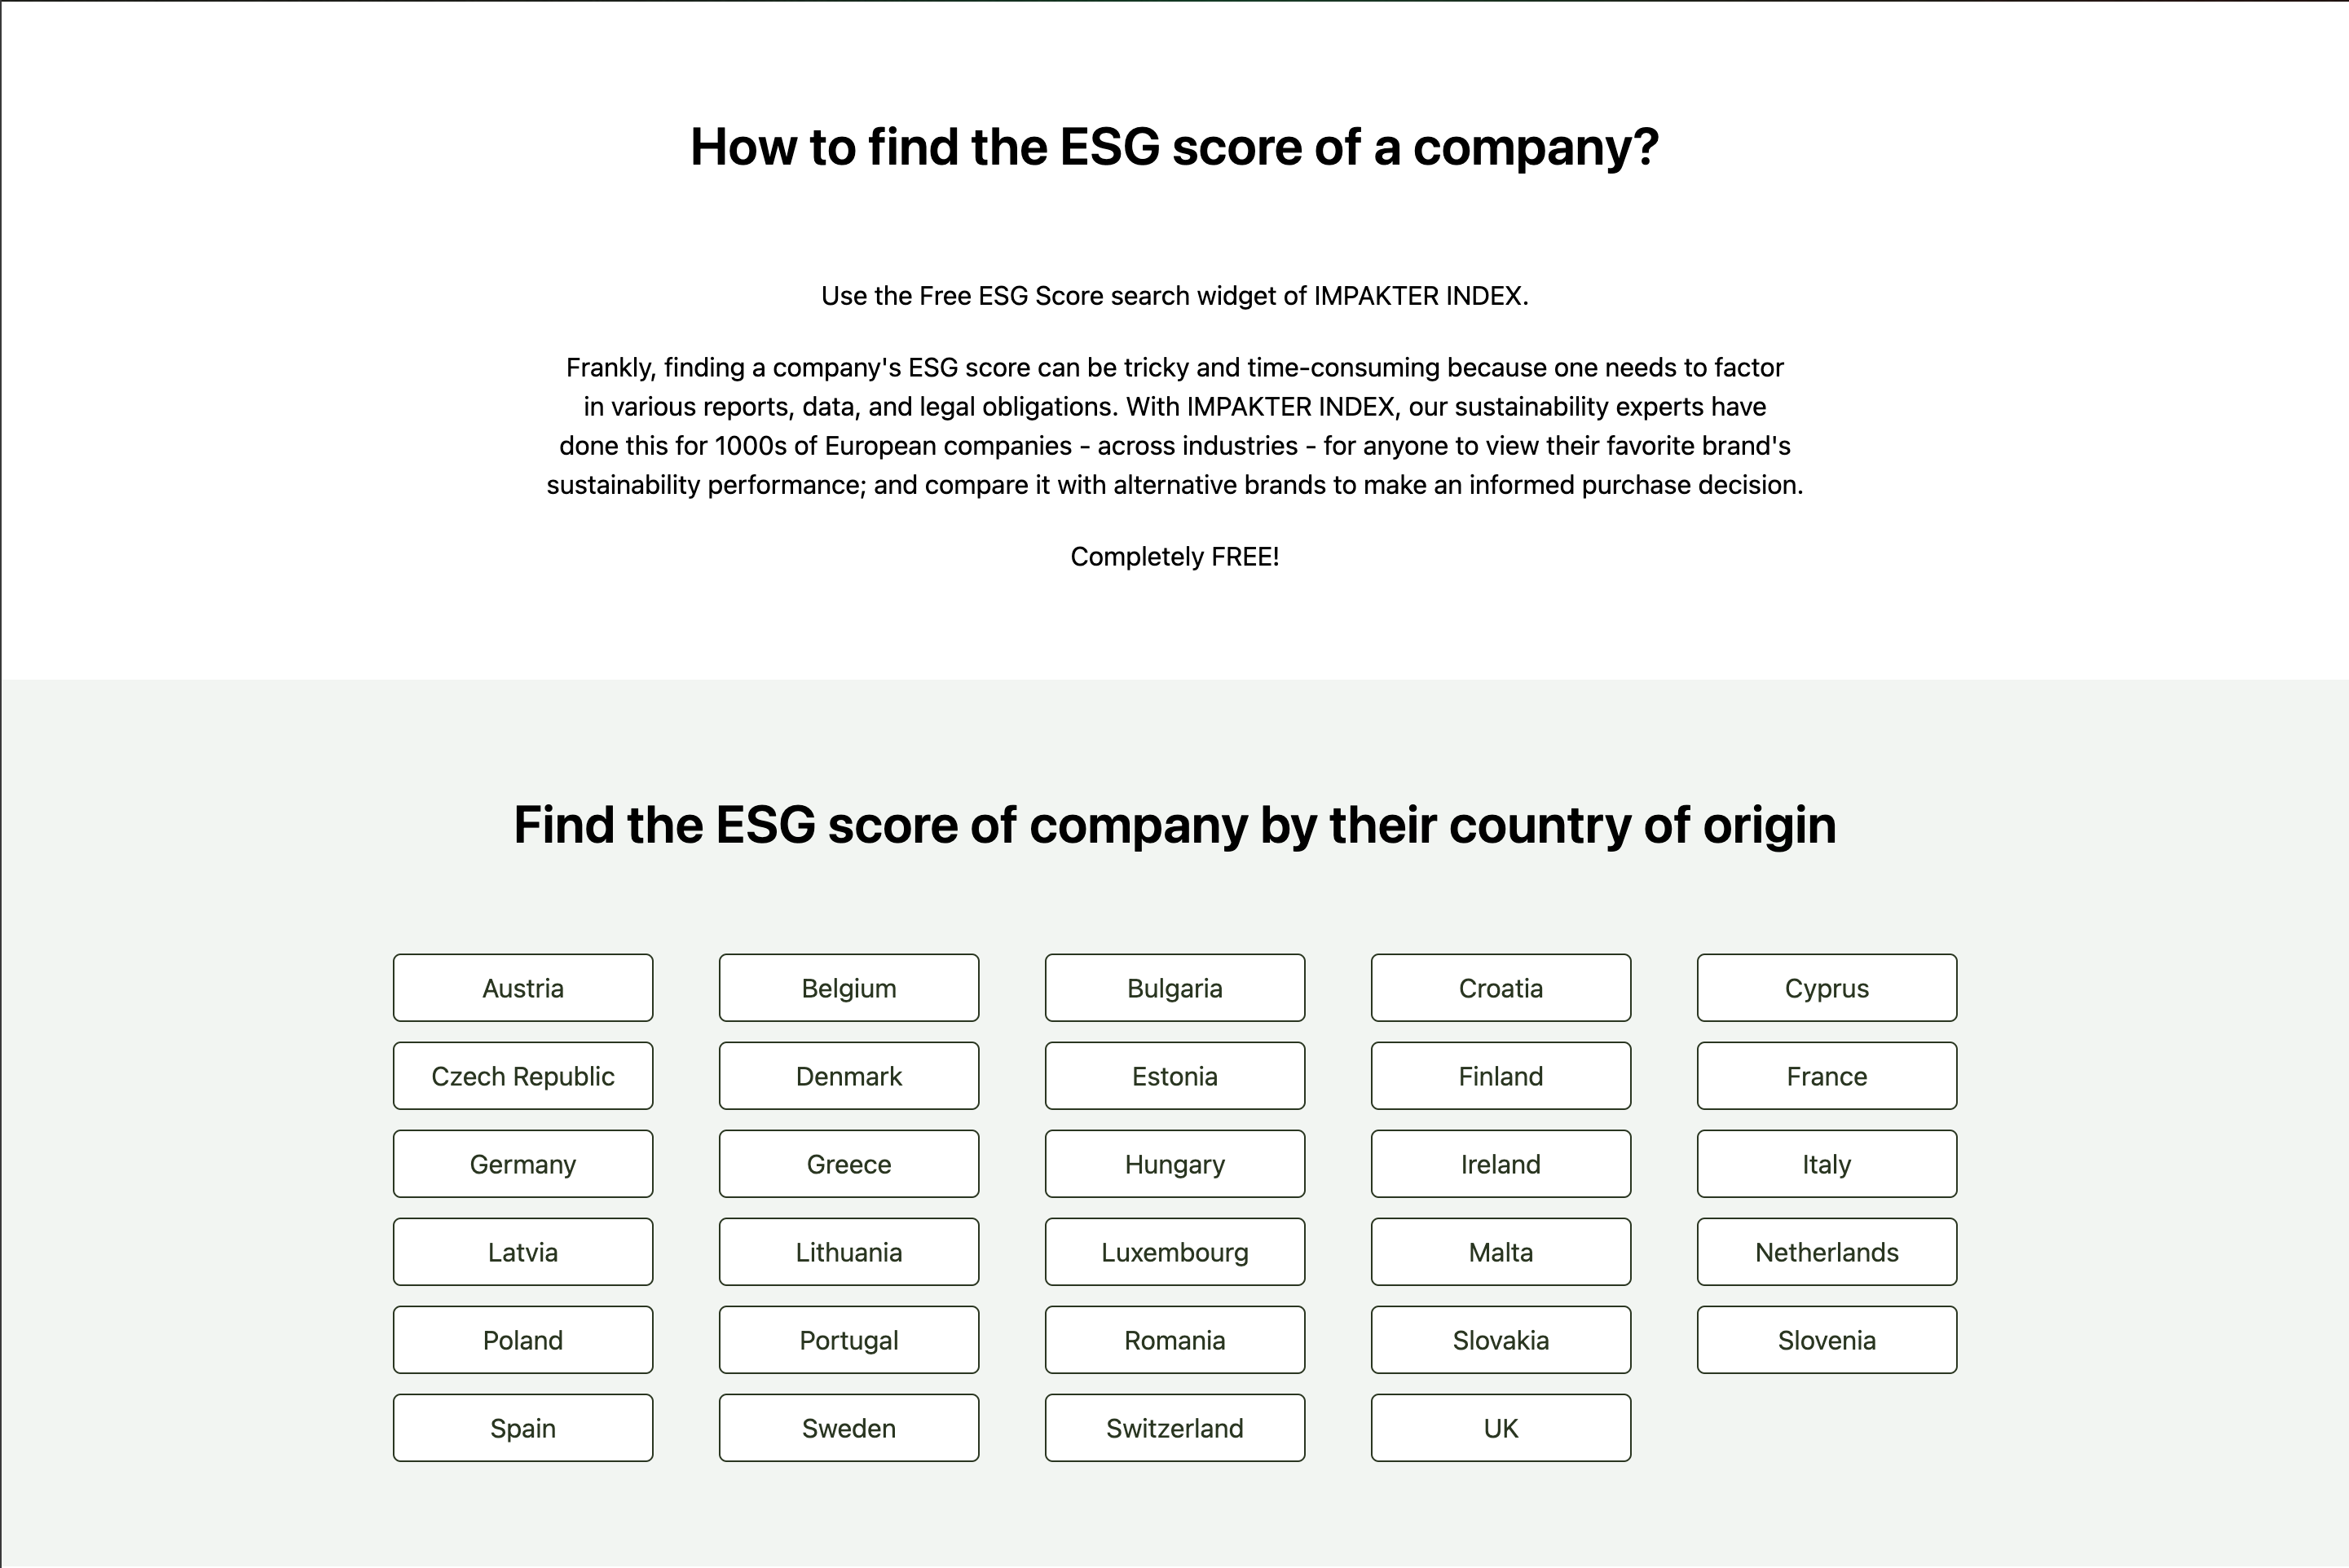 How to find the ESG score of a company?
Use the Free ESG Score search widget of IMPAKTER INDEX.
Frankly, finding a company's ESG score can be tricky and time-consuming because one needs to factor
in various reports, data, and legal obligations. With IMPAKTER INDEX, our sustainability experts have
done this for 1000s of European companies - across industries - for anyone to view their favorite brand's
sustainability performance; and compare it with alternative brands to make an informed purchase decision.
Completely FREE!
Find the ESG score of company by their country of origin
Austria
Belgium
Bulgaria
Croatia
Cyprus
Czech Republic
Denmark
Estonia
Finland
France
Germany
Greece
Hungary
Ireland
Italy
Latvia
Lithuania
Luxembourg
Malta
Netherlands
Poland
Portugal
Romania
Slovakia
Slovenia
Spain
Sweden
Switzerland
UK